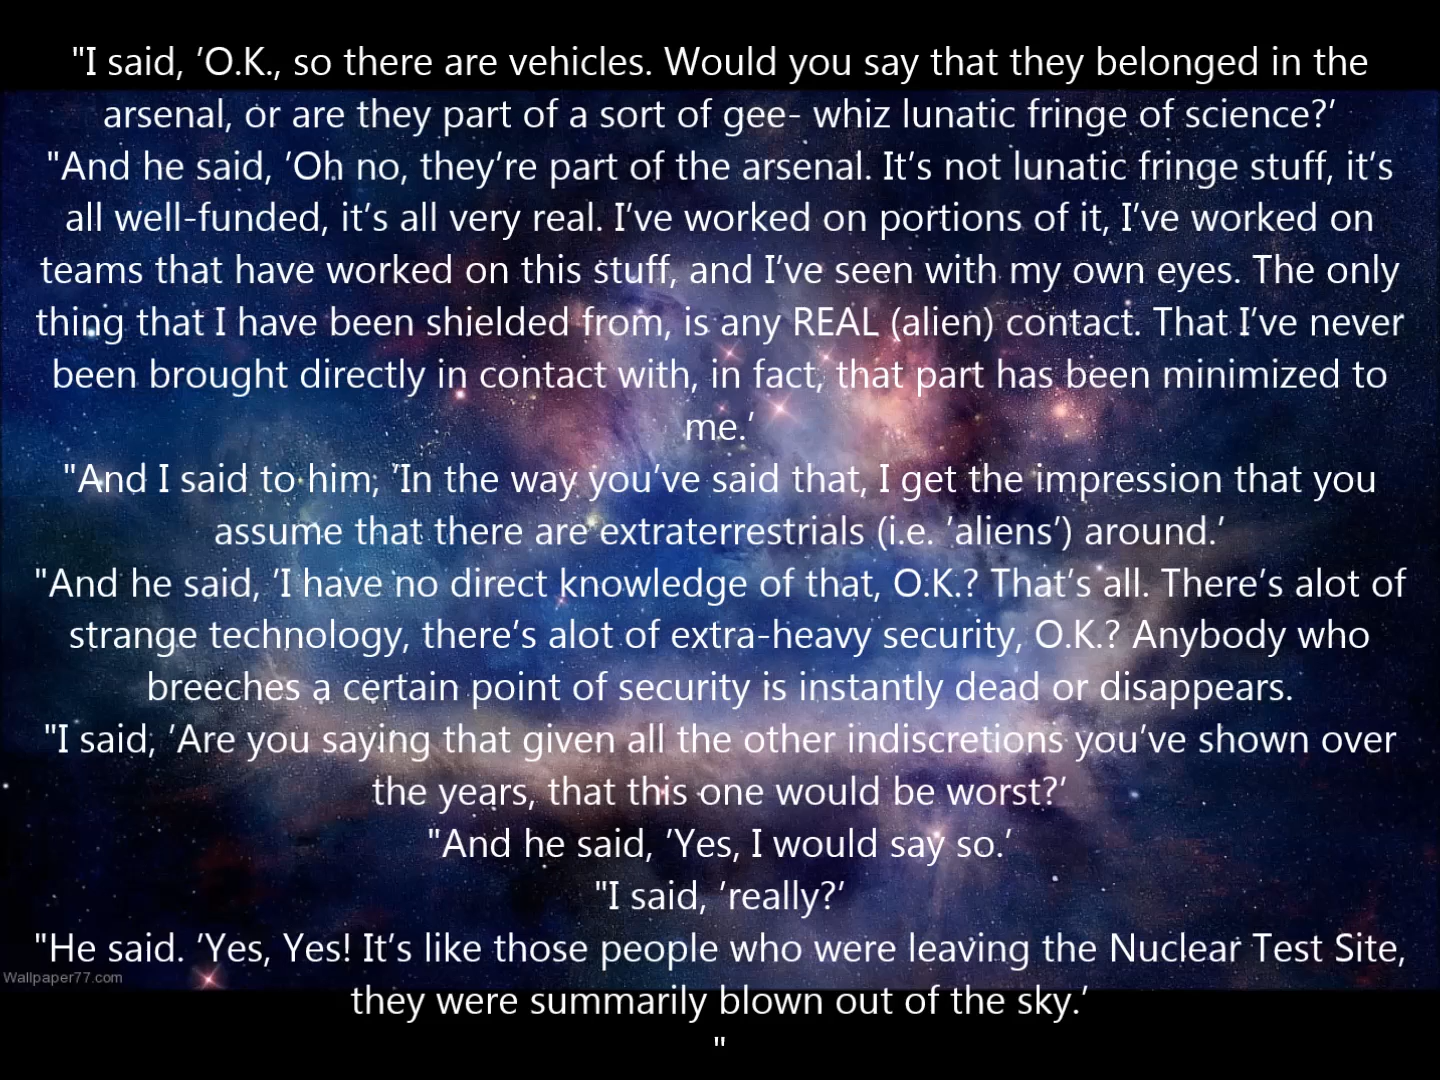 "I said, 'O.K., so there are vehicles. Would you say that they belonged in the
arsenal, or are they part of a sort of gee- whiz lunatic fringe of science?'
"And he said, 'Oh no, they're part of the arsenal. It's not lunatic fringe stuff, it's
all well-funded, it's all very real. I've worked on portions of it, I've worked on
teams that have worked on this stuff, and I've seen with my own eyes. The only
thing that I have been shielded from, is any REAL (alien) contact. That I've never
been brought directly in contact with, in fact, that part has been minimized to
me.'
"And I said to him, 'In the way you've said that, I get the impression that you
assume that there are extraterrestrials (i.e. 'aliens') around.'
"And he said, 'I have no direct knowledge of that, O.K.? That's all. There's alot of
strange technology, there's alot of extra-heavy security, O.K.? Anybody who
breeches a certain point of security is instantly dead or disappears.
"I said, 'Are you saying that given all the other indiscretions you've shown over
the years, that this one would be worst?'
"And he said, 'Yes, I would say so.'
"I said, 'really?'
"He said. 'Yes, Yes! It's like those people who were leaving the Nuclear Test Site,
they were summarily blown out of the sky.'
"
Wallpaper77.com